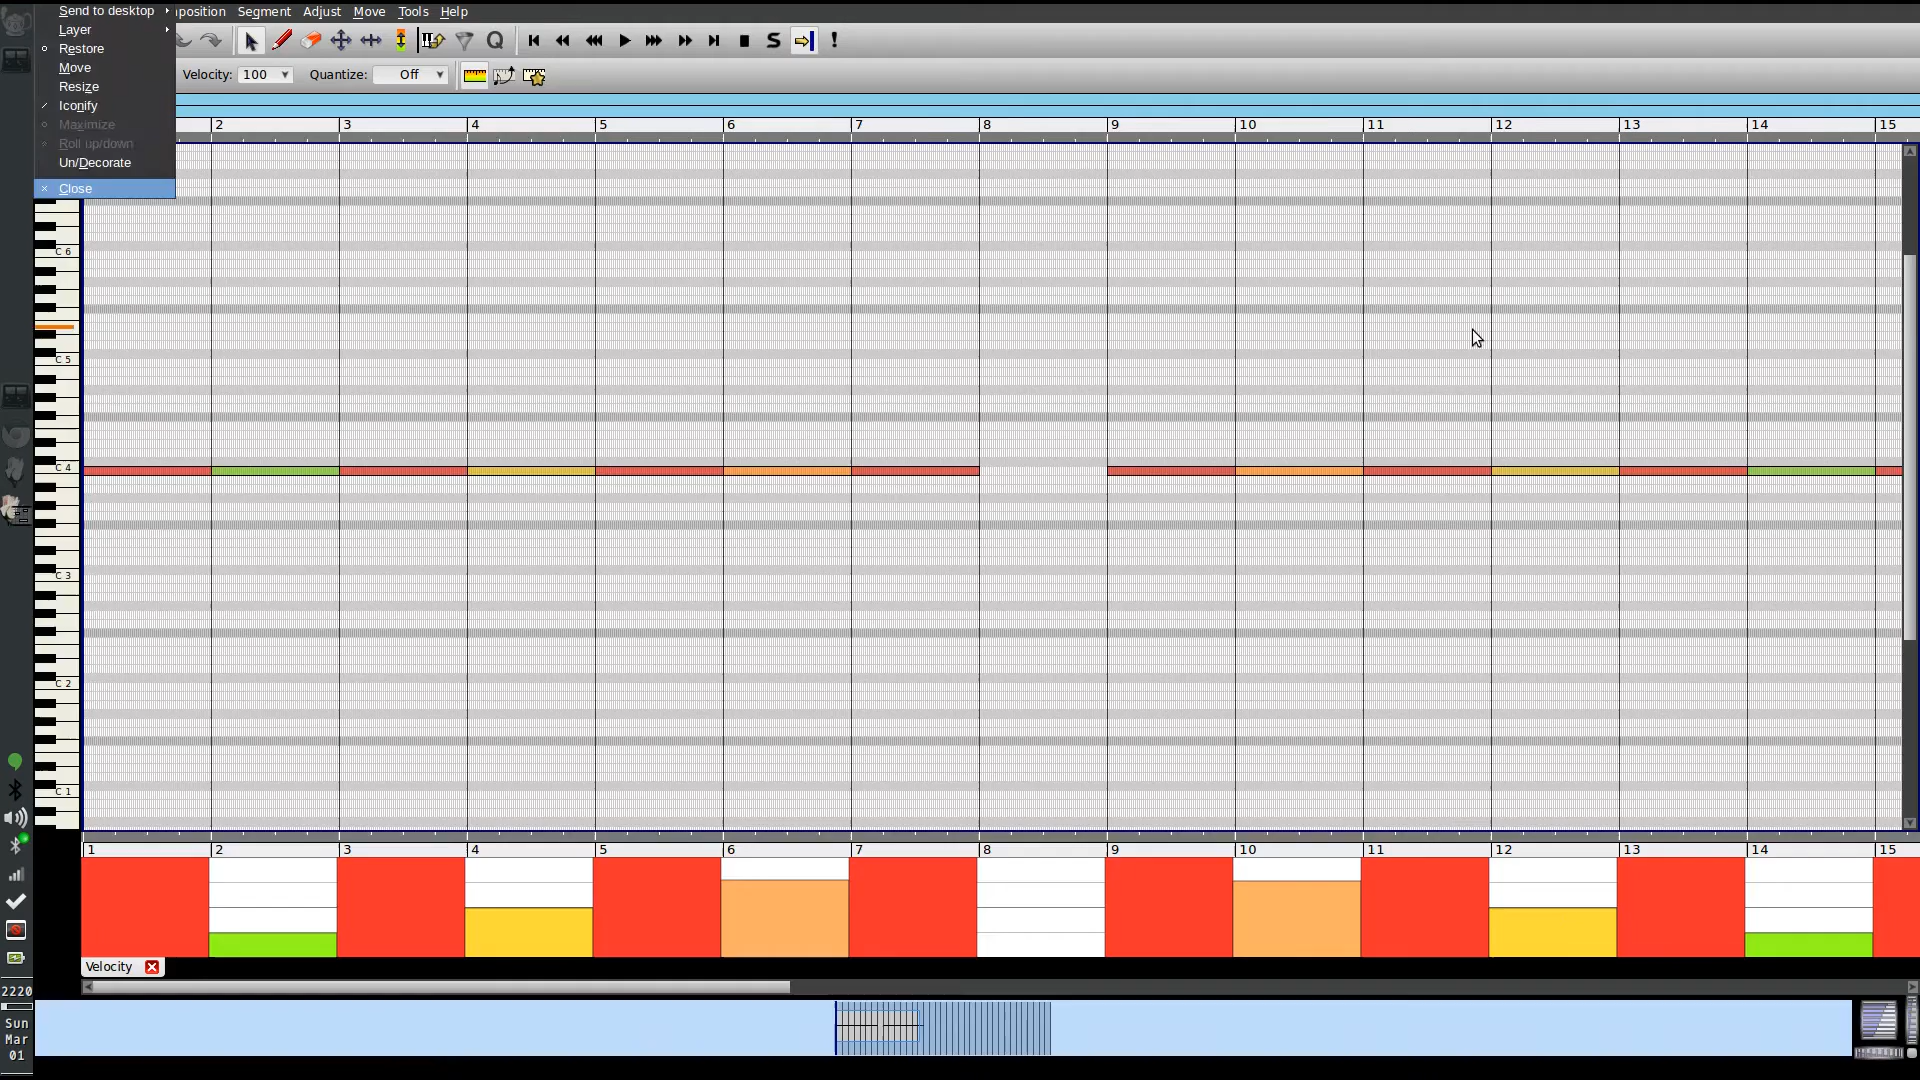 Send to desktop
Layer
Restore
Move
Resize
Iconify
Maximize
Roll up/down
Un/Decorate
Close
position Segment Adjust Move Tools Help
Q S !
Velocity: 100 Quantize: Off
2 3 4 5 6 7 8 9 10 11 12 13 14 15
C 6
C 5
C 4
C 3
C 2
C 1
1 2 3 4 5 6 7 8 9 10 11 12 13 14 15
Velocity
2220
Sun
Mar
01